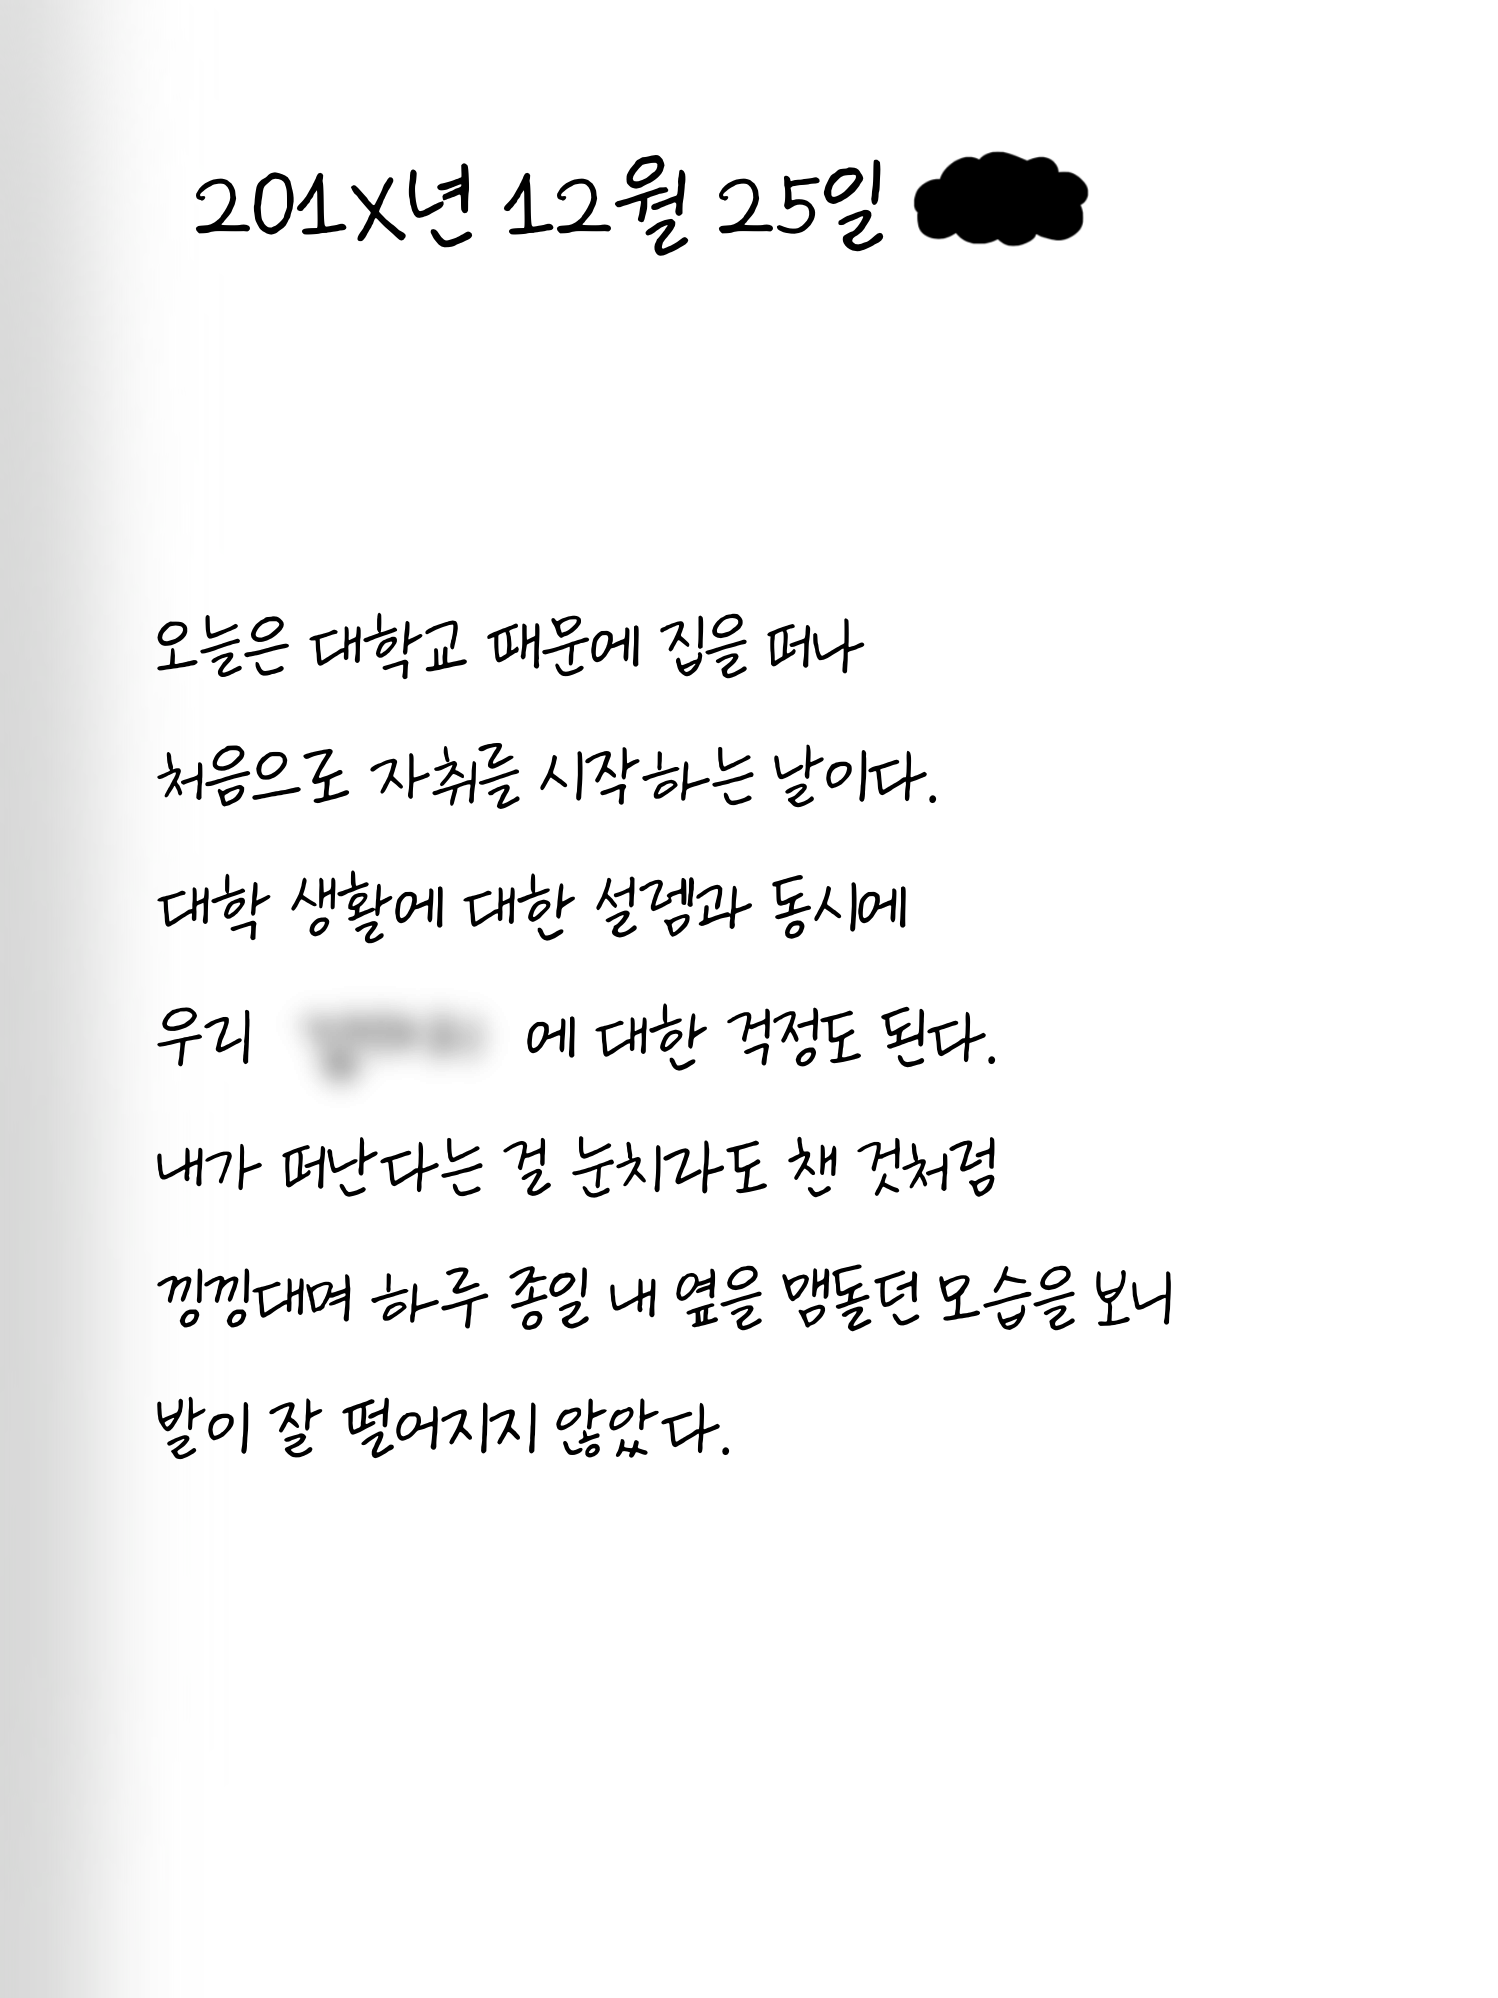 201X년 12월 25일
오늘은 대학교 때문에 집을 떠나
처음으로 자취를 시작하는 날이다.
대학 생활에 대한 설렘과 동시에
우리 에 대한 걱정도 된다.
내가 떠난다는 걸 눈치라도 챈 것처럼
낑낑대며 하루 종일 내 옆을 맴돌던 모습을 보니
발이 잘 떨어지지 않았다.